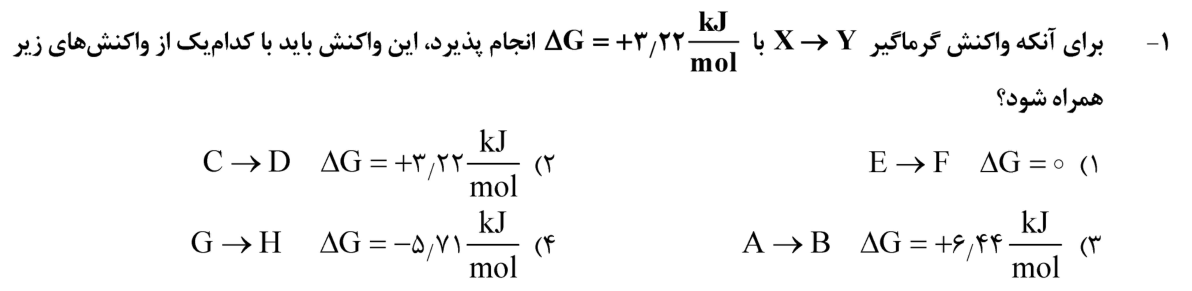 ۱- برای آنکه واکنش گرماگیر X → Y با ΔG = +۳٫۲۲ kJ/mol انجام پذیرد، این واکنش باید با کدام‌یک از واکنش‌های زیر
همراه شود؟
۱) E → F ΔG = ۰ ۲) C → D ΔG = +۳٫۲۲ kJ/mol
۳) A → B ΔG = +۶٫۴۴ kJ/mol ۴) G → H ΔG = −۵٫۷۱ kJ/mol